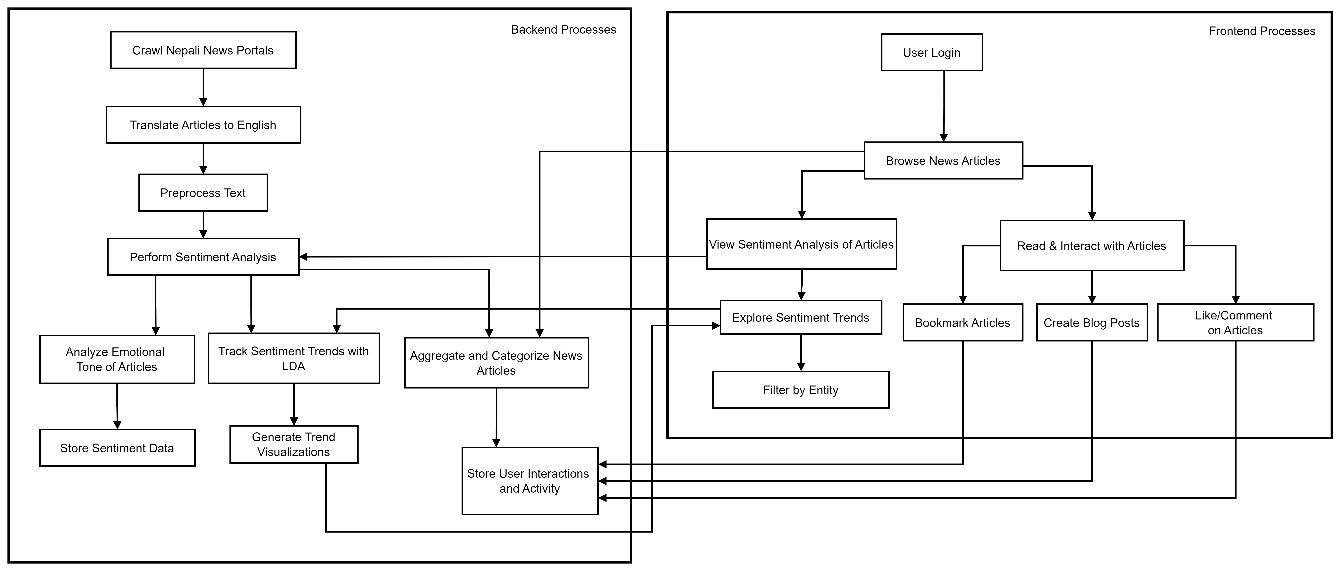 Backend Processes
Crawl Nepali News Portals
Translate Articles to English
Preprocess Text
Perform Sentiment Analysis
Analyze Emotional
Tone of Articles
Track Sentiment Trends with
LDA
Aggregate and Categorize News
Articles
Store Sentiment Data
Generate Trend
Visualizations
Store User Interactions
and Activity
Frontend Processes
User Login
Browse News Articles
View Sentiment Analysis of Articles
Read & Interact with Articles
Explore Sentiment Trends
Bookmark Articles
Create Blog Posts
Like/Comment
on Articles
Filter by Entity